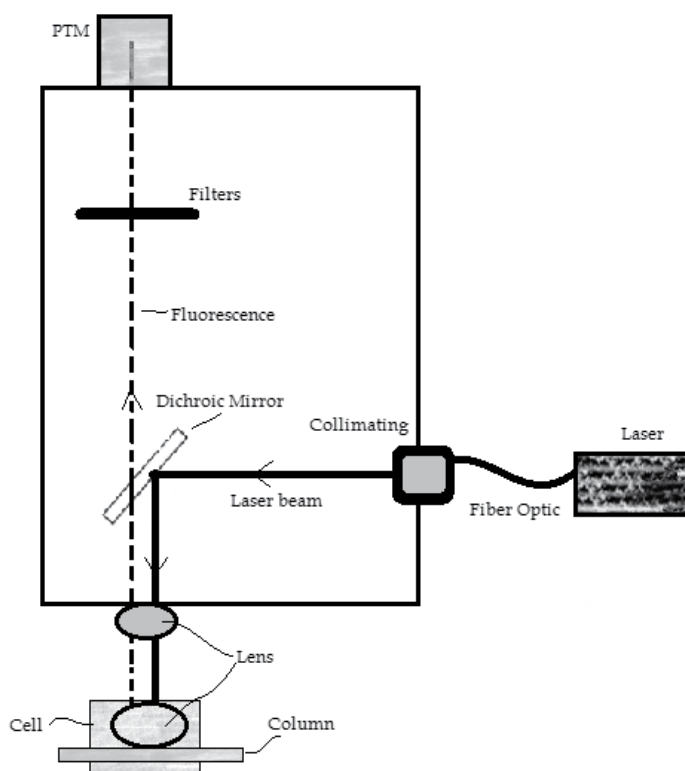 PTM
Filters
Fluorescence
Dichroic Mirror
Collimating
Laser
Laser beam
Fiber Optic
Lens
Cell
Column